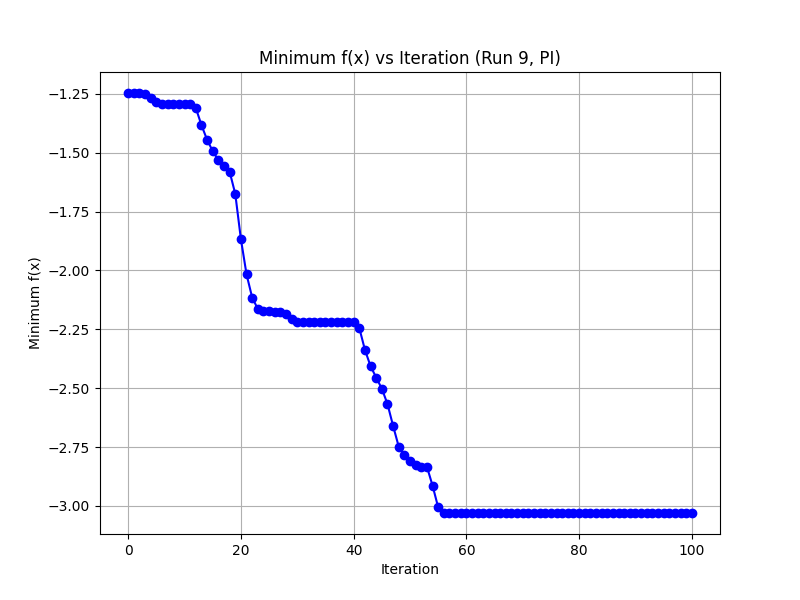 Minimum f(x) vs Iteration (Run 9, PI)
−1.25
−1.50
−1.75
−2.00
−2.25
−2.50
−2.75
−3.00
Minimum f(x)
0 20 40 60 80 100
Iteration